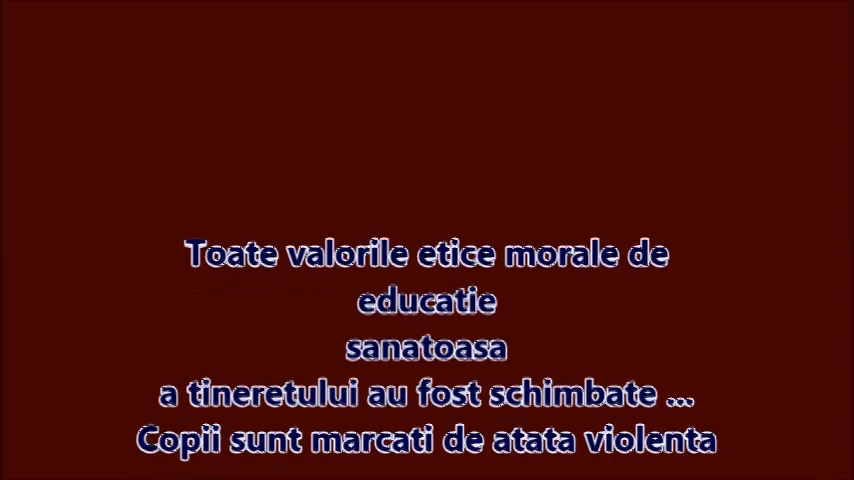 Toate valorile etice morale de
educatie
sanatoasa
a tineretului au fost schimbate ...
Copii sunt marcati de atata violenta